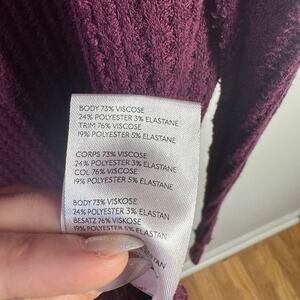 BODY 73% VISCOSE
24% POLYESTER 3% ELASTANE
TRIM 76% VISCOSE
19% POLYESTER 5% ELASTANE
CORPS 73% VISCOSE
24% POLYESTER 3% ELASTANE
COL 76% VISCOSE
19% POLYESTER 5% ELASTANE
BODY 73% VISKOSE
24% POLYESTER 3% ELASTAN
BESATZ 76% VISKOSE
19% POLYESTER 5% ELASTAN